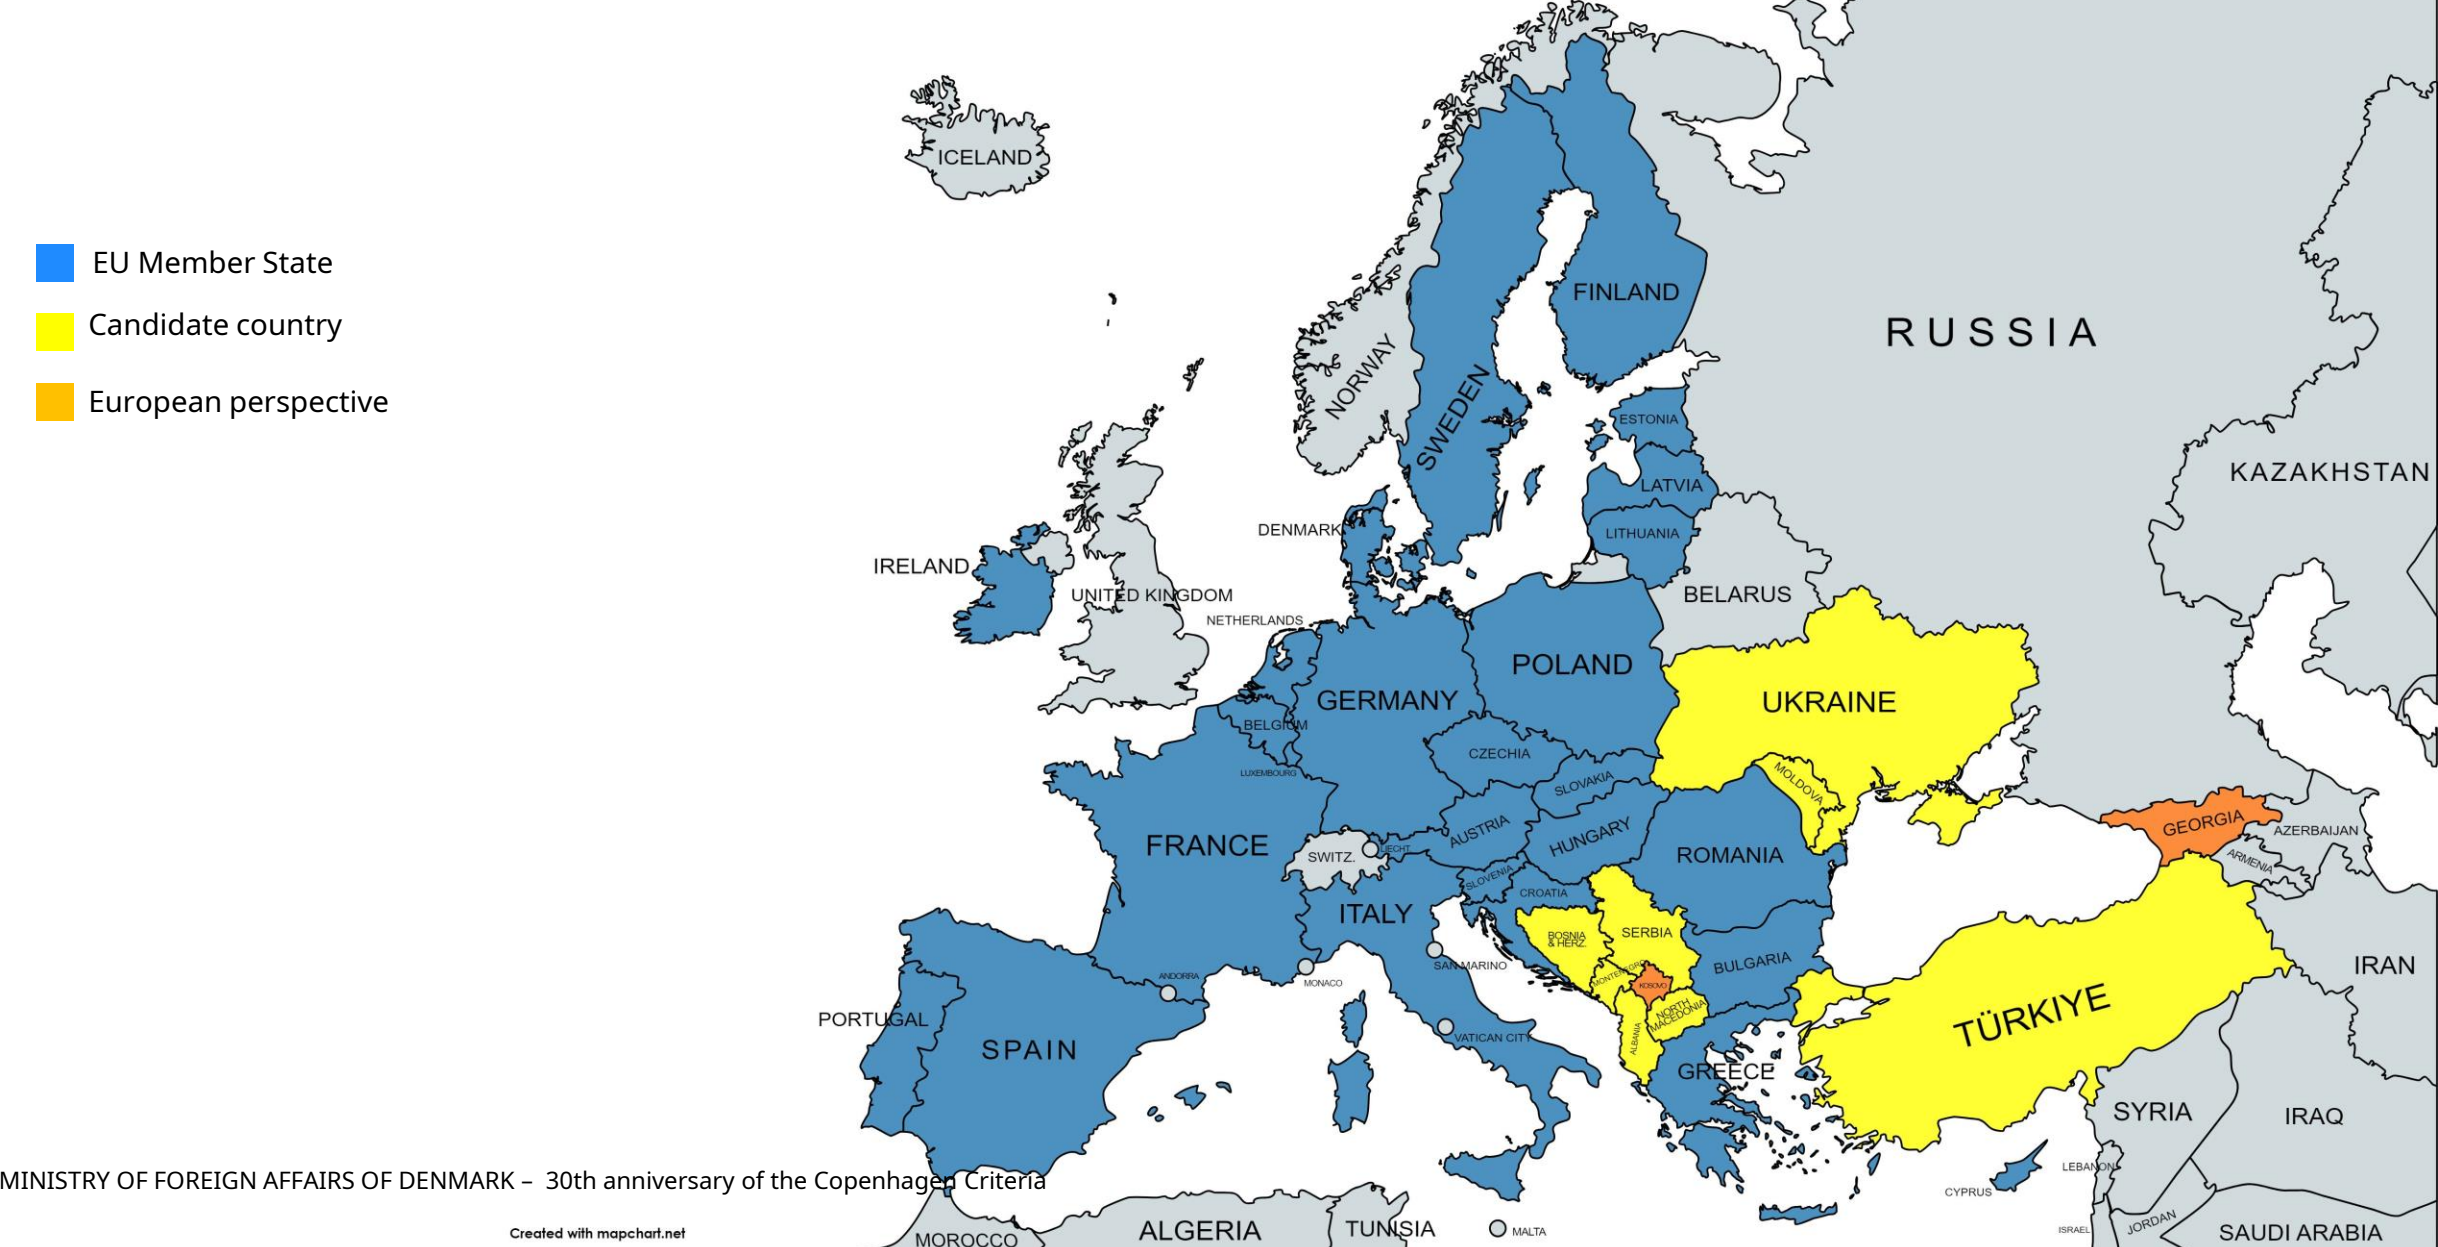 ICELAND
EU Member State
Candidate country
European perspective
RUSSIA
FINLAND
NORWAY
SWEDEN
ESTONIA
KAZAKHSTAN
LATVIA
DENMARK
LITHUANIA
IRELAND
UNITED KINGDOM
BELARUS
NETHERLANDS
POLAND
GERMANY
UKRAINE
BELGIUM
CZECHIA
LUXEMBOURG
SLOVAKIA
MOLDOVA
FRANCE
AUSTRIA
HUNGARY
GEORGIA
AZERBAIJAN
SWITZ.
LIECHT.
ROMANIA
ARMENIA
SLOVENIA
CROATIA
ITALY
BOSNIA
& HERZ.
SERBIA
BULGARIA
SAN MARINO
IRAN
ANDORRA
MONACO
MONTENEGRO
KOSOVO
NORTH
MACEDONIA
PORTUGAL
SPAIN
VATICAN CITY
ALBANIA
TÜRKIYE
GREECE
SYRIA
IRAQ
LEBANON
MINISTRY OF FOREIGN AFFAIRS OF DENMARK – 30th anniversary of the Copenhagen Criteria
CYPRUS
Created with mapchart.net
MOROCCO
ALGERIA
TUNISIA
MALTA
ISRAEL
JORDAN
SAUDI ARABIA